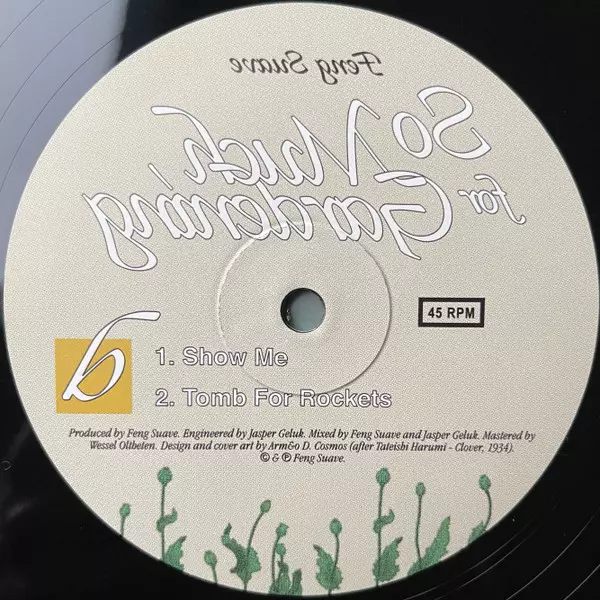 Feng Suave
So Much
for Gardening
45 RPM
b
1. Show Me
2. Tomb For Rockets
Produced by Feng Suave. Engineered by Jasper Geluk. Mixed by Feng Suave and Jasper Geluk. Mastered by
Wessel Oltheten. Design and cover art by Arm&o D. Cosmos (after Tateishi Harumi - Clover, 1934).
© & ℗ Feng Suave.